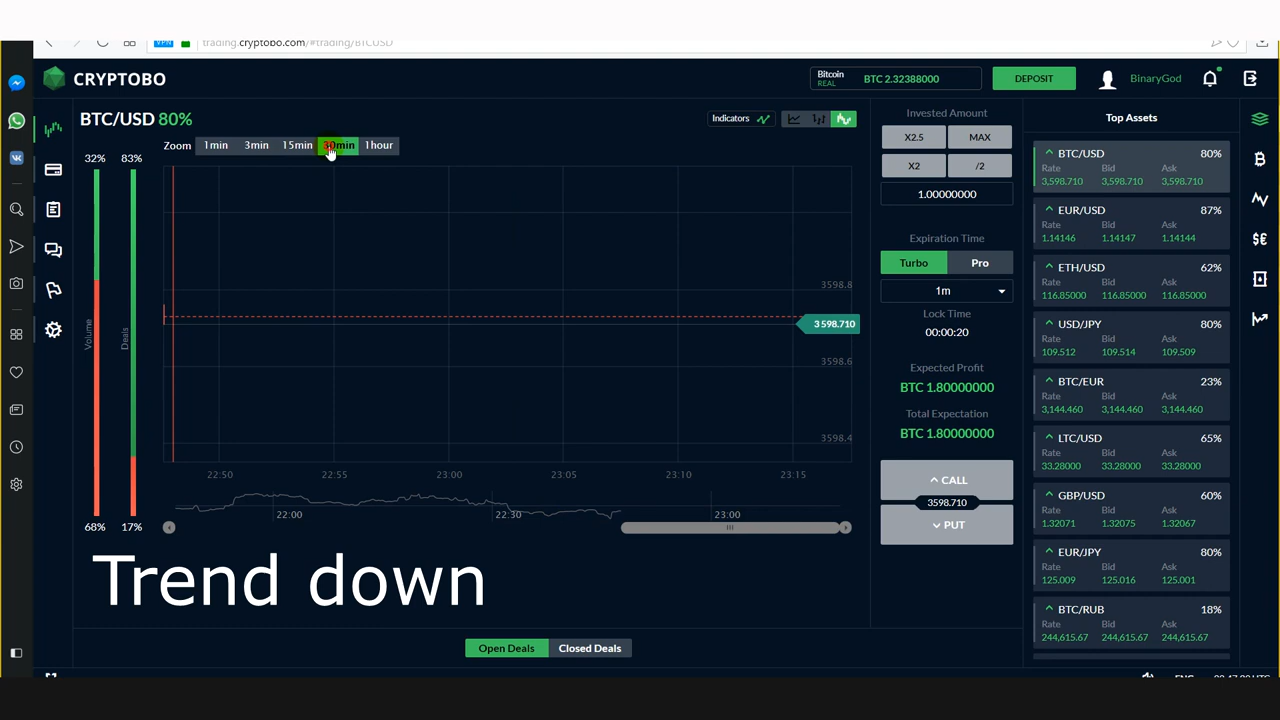 VPN trading.cryptobo.com/#trading/BTCUSD
CRYPTOBO
Bitcoin
REAL
BTC 2.32388000
DEPOSIT
BinaryGod
BTC/USD 80%
Indicators
Zoom 1min 3min 15min 30min 1hour
32% 83%
Volume
Deals
68% 17%
3598.8
3 598.710
3598.6
3598.4
22:50 22:55 23:00 23:05 23:10 23:15
22:00 22:30 23:00
Trend down
Open Deals Closed Deals
Invested Amount
X2.5 MAX
X2 /2
1.00000000
Expiration Time
Turbo Pro
1m
Lock Time
00:00:20
Expected Profit
BTC 1.80000000
Total Expectation
BTC 1.80000000
CALL
3598.710
PUT
Top Assets
BTC/USD 80%
Rate Bid Ask
3,598.710 3,598.710 3,598.710
EUR/USD 87%
Rate Bid Ask
1.14146 1.14147 1.14144
ETH/USD 62%
Rate Bid Ask
116.85000 116.85000 116.85000
USD/JPY 80%
Rate Bid Ask
109.512 109.514 109.509
BTC/EUR 23%
Rate Bid Ask
3,144.460 3,144.460 3,144.460
LTC/USD 65%
Rate Bid Ask
33.28000 33.28000 33.28000
GBP/USD 60%
Rate Bid Ask
1.32071 1.32075 1.32067
EUR/JPY 80%
Rate Bid Ask
125.009 125.016 125.001
BTC/RUB 18%
Rate Bid Ask
244,615.67 244,615.67 244,615.67